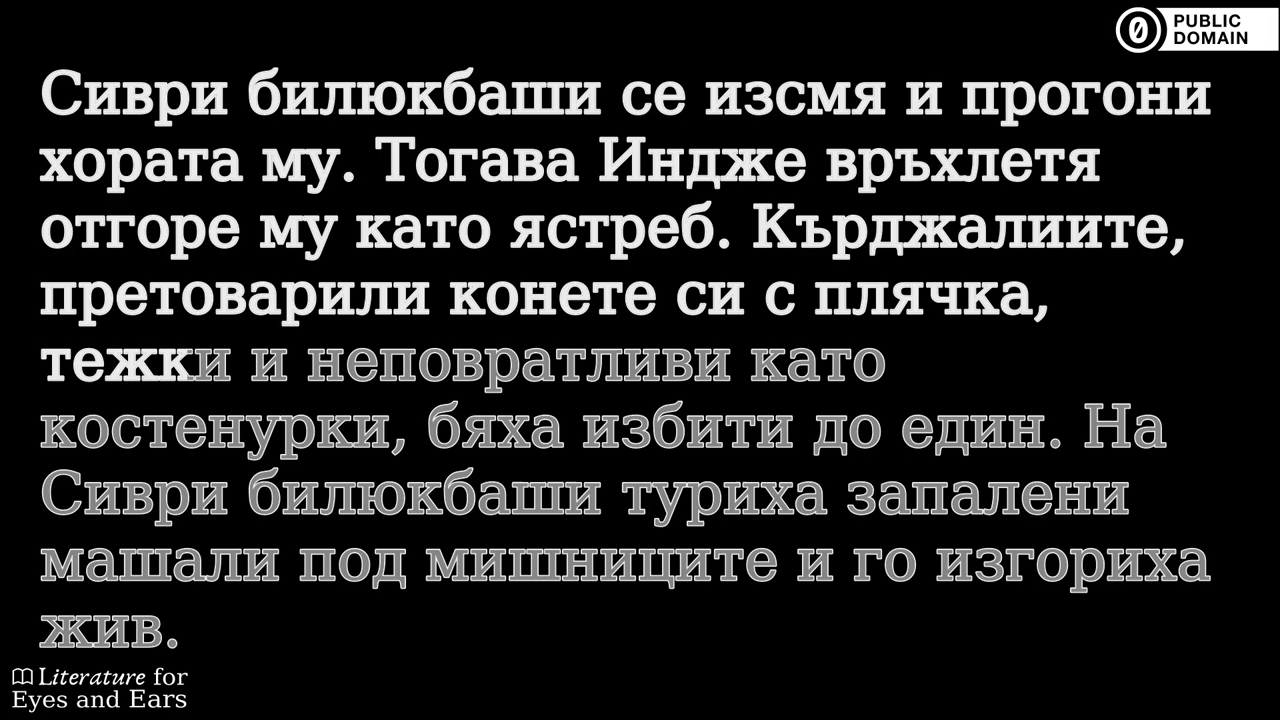 PUBLIC
DOMAIN
Сиври билюкбаши се изсмя и прогони
хората му. Тогава Индже връхлетя
отгоре му като ястреб. Кърджалиите,
претоварили конете си с плячка,
тежки и неповратливи като
костенурки, бяха избити до един. На
Сиври билюкбаши туриха запалени
машали под мишниците и го изгориха
жив.
Literature for
Eyes and Ears